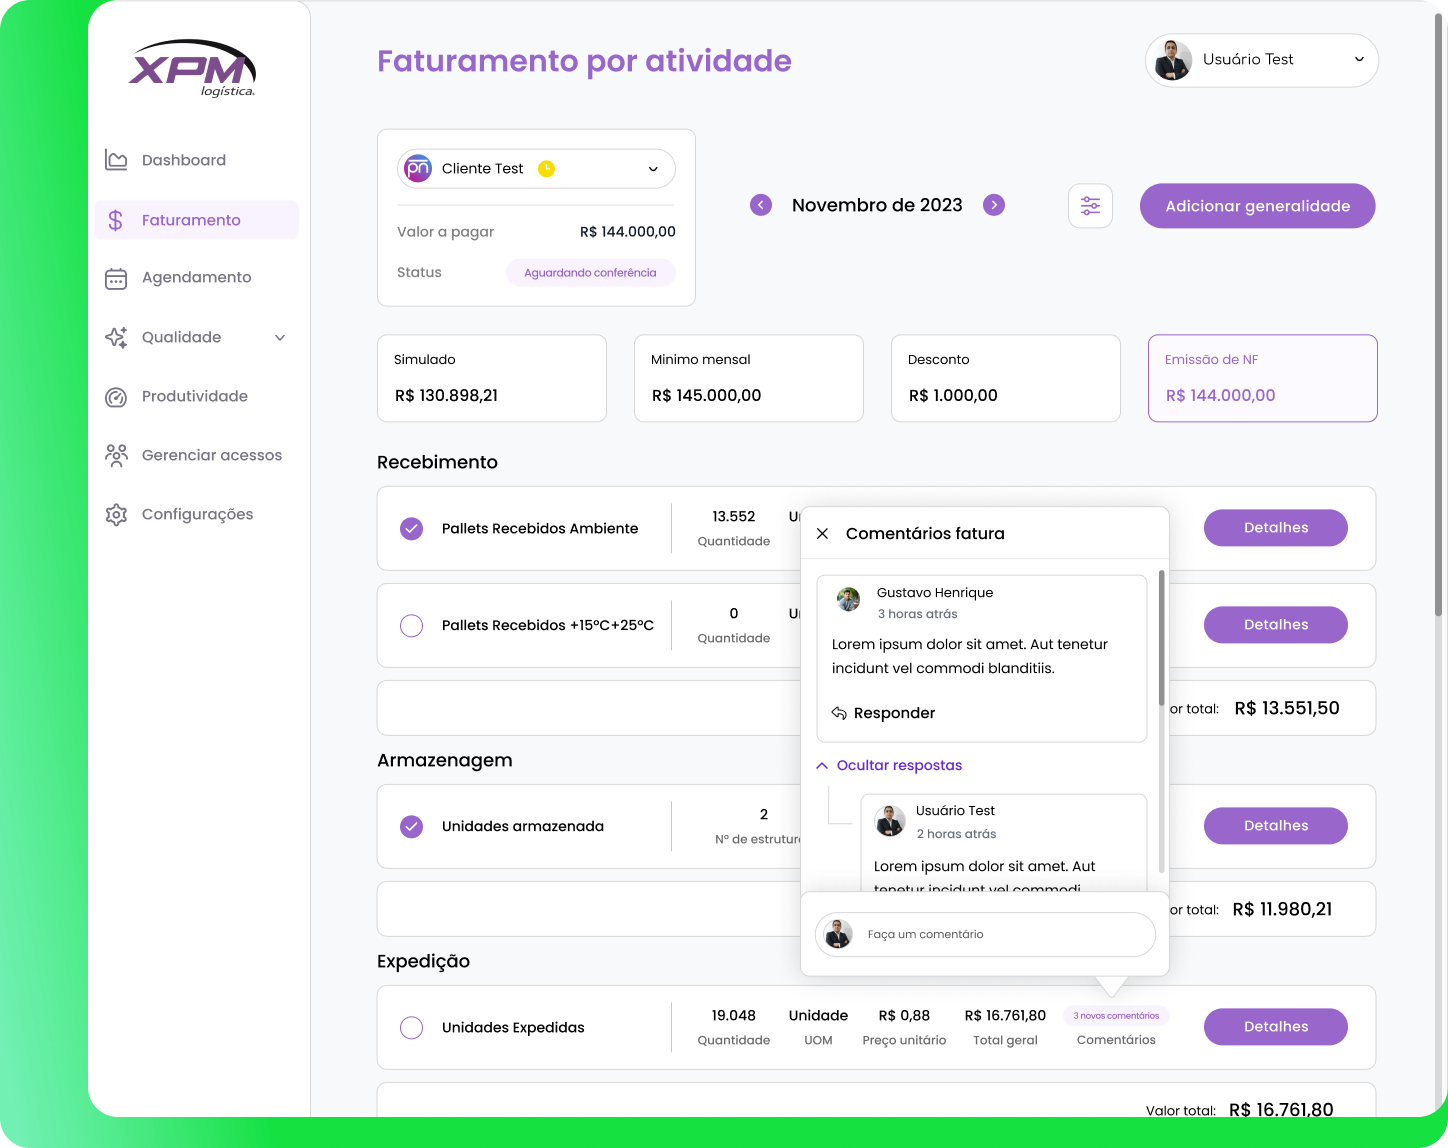 XPM
logística.
Dashboard
Faturamento
Agendamento
Qualidade
Produtividade
Gerenciar acessos
Configurações
Faturamento por atividade
Usuário Test
pn
Cliente Test
Valor a pagar R$ 144.000,00
Status Aguardando conferência
Novembro de 2023
Adicionar generalidade
Simulado
R$ 130.898,21
Minimo mensal
R$ 145.000,00
Desconto
R$ 1.000,00
Emissão de NF
R$ 144.000,00
Recebimento
Pallets Recebidos Ambiente
13.552
Quantidade
Detalhes
Pallets Recebidos +15ºC+25ºC
0
Quantidade
Detalhes
or total: R$ 13.551,50
Armazenagem
Unidades armazenada
2
Nº de estrutur
Detalhes
or total: R$ 11.980,21
Comentários fatura
Gustavo Henrique
3 horas atrás
Lorem ipsum dolor sit amet. Aut tenetur
incidunt vel commodi blanditiis.
Responder
Ocultar respostas
Usuário Test
2 horas atrás
Lorem ipsum dolor sit amet. Aut
tenetur incidunt vel commodi
Faça um comentário
Expedição
Unidades Expedidas
19.048
Quantidade
Unidade
UOM
R$ 0,88
Preço unitário
R$ 16.761,80
Total geral
3 novos comentários
Comentários
Detalhes
Valor total: R$ 16.761,80